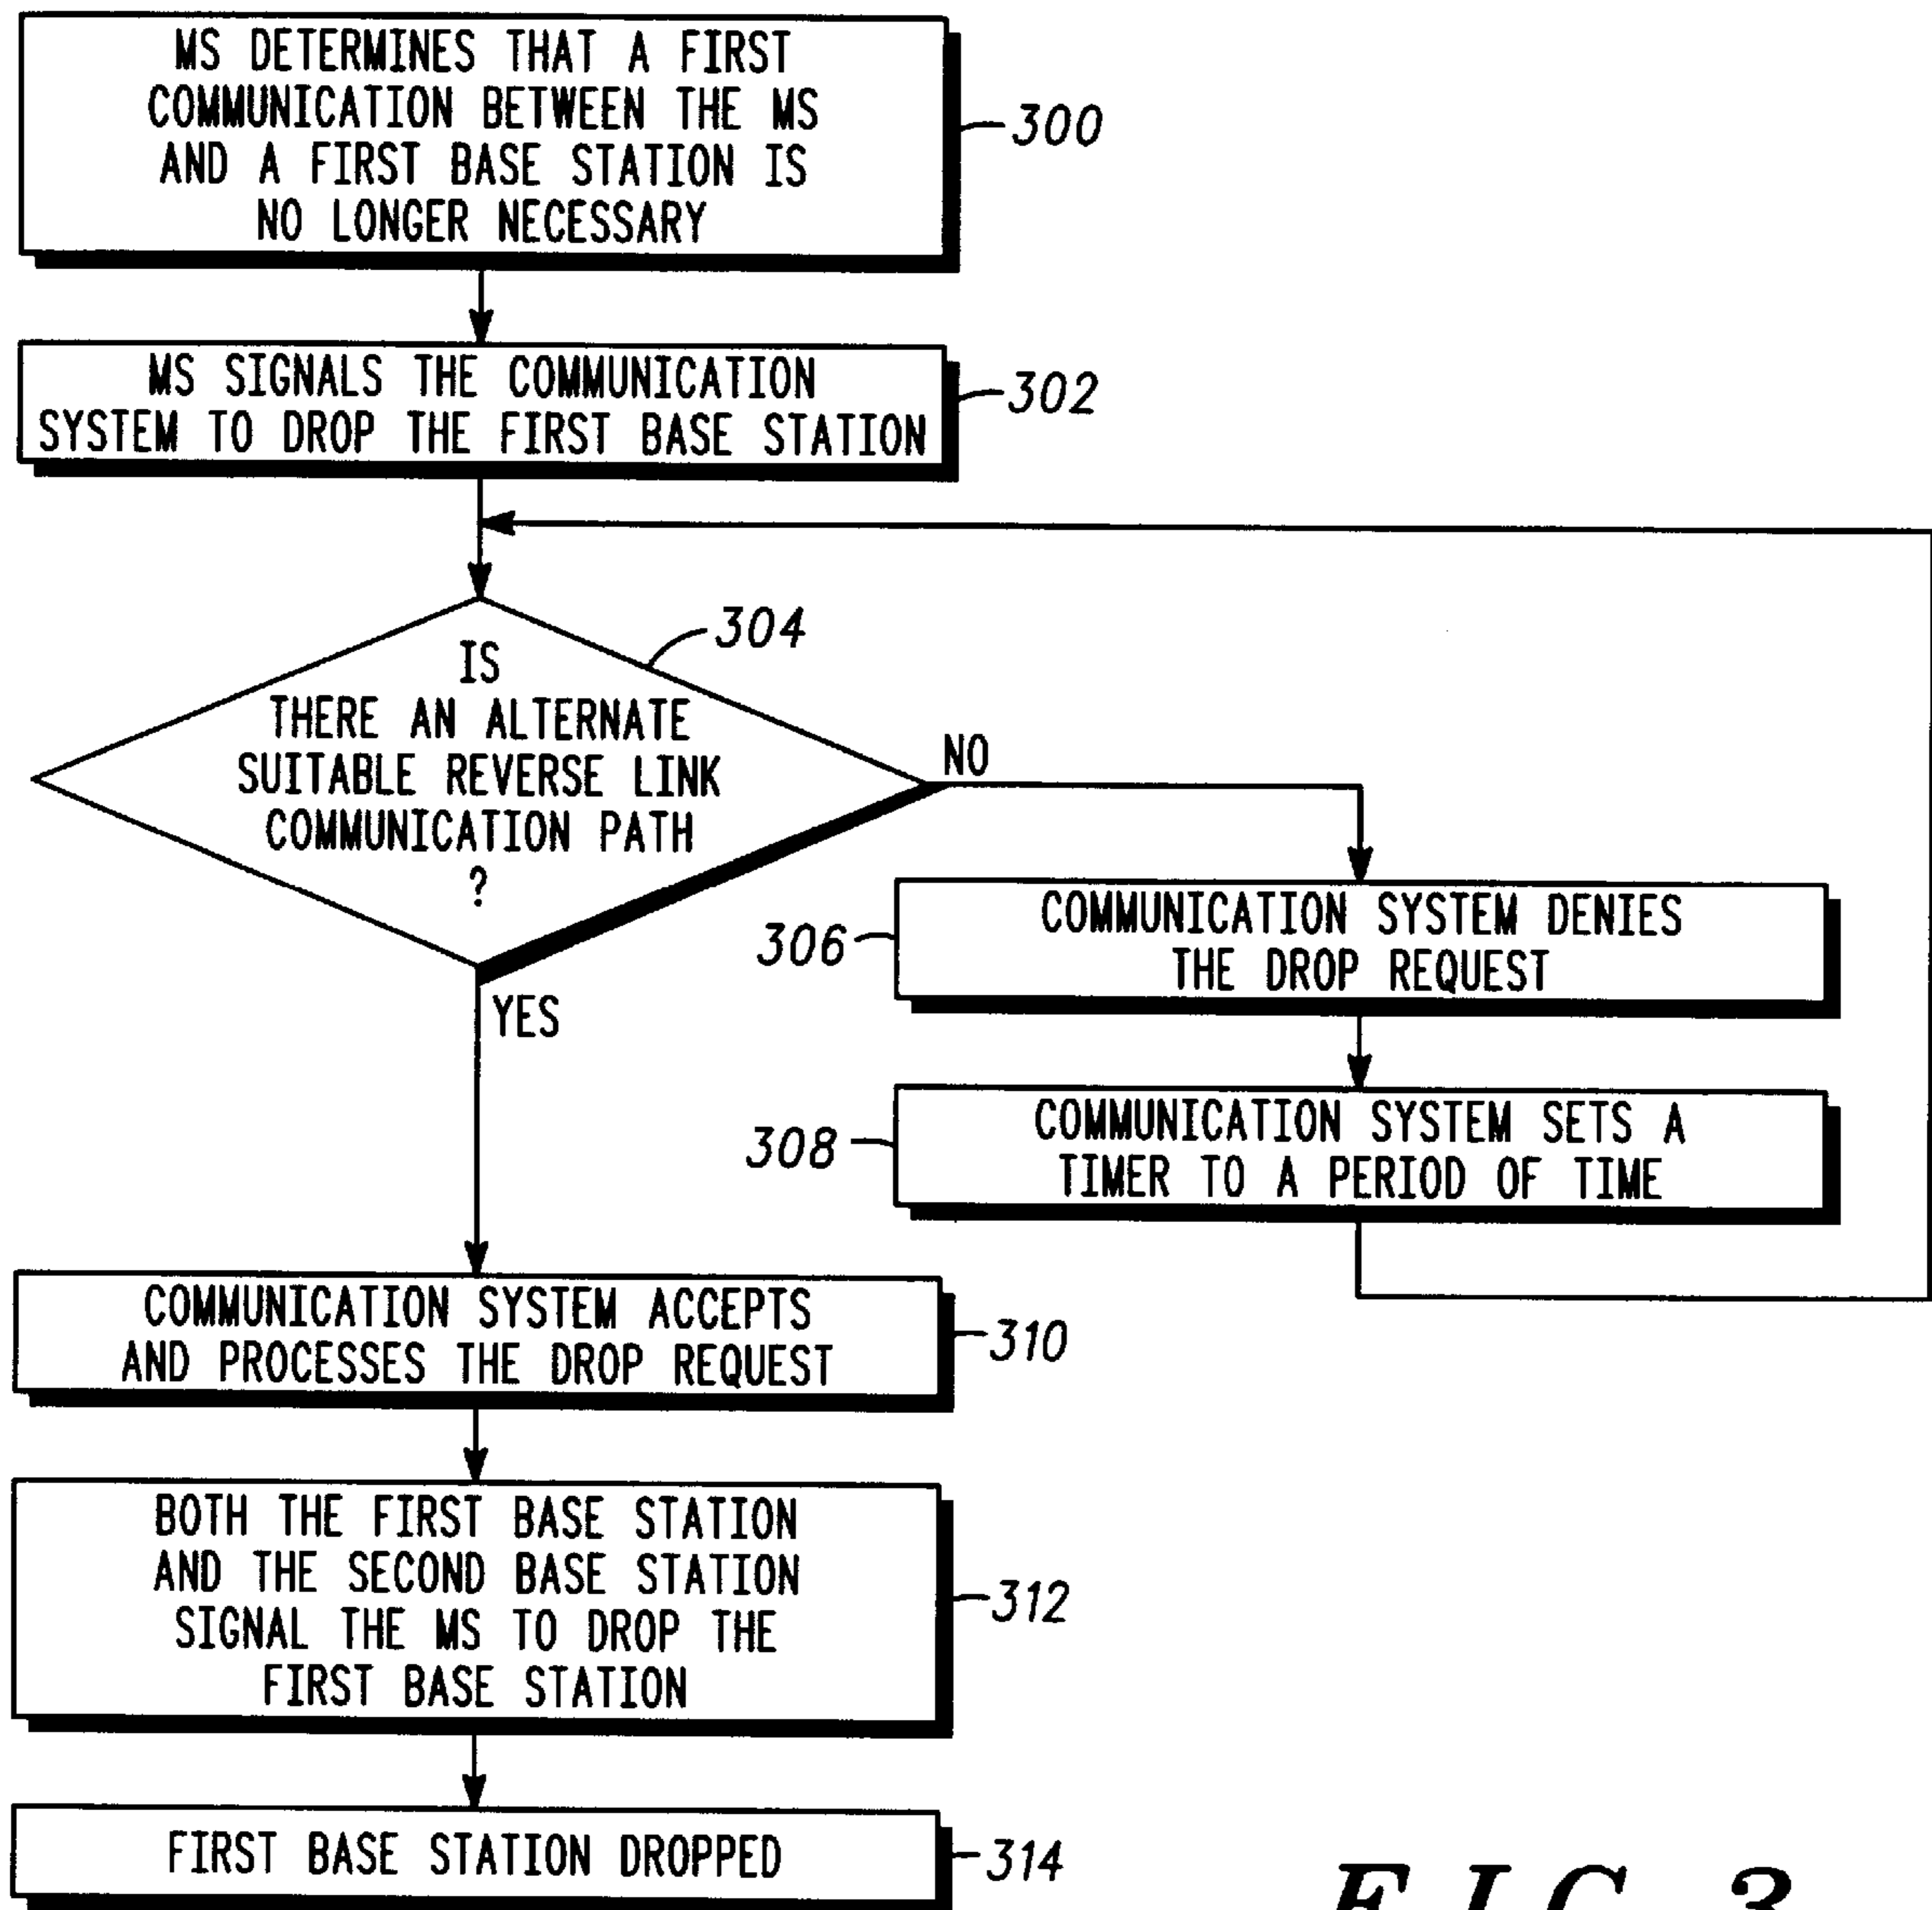 MS DETERMINES THAT A FIRST
COMMUNICATION BETWEEN THE MS
AND A FIRST BASE STATION IS
NO LONGER NECESSARY
300
MS SIGNALS THE COMMUNICATION
SYSTEM TO DROP THE FIRST BASE STATION
302
304
IS
THERE AN ALTERNATE
SUITABLE REVERSE LINK
COMMUNICATION PATH
?
NO
YES
306
COMMUNICATION SYSTEM DENIES
THE DROP REQUEST
308
COMMUNICATION SYSTEM SETS A
TIMER TO A PERIOD OF TIME
COMMUNICATION SYSTEM ACCEPTS
AND PROCESSES THE DROP REQUEST
310
BOTH THE FIRST BASE STATION
AND THE SECOND BASE STATION
SIGNAL THE MS TO DROP THE
FIRST BASE STATION
312
FIRST BASE STATION DROPPED
314
FIG 3